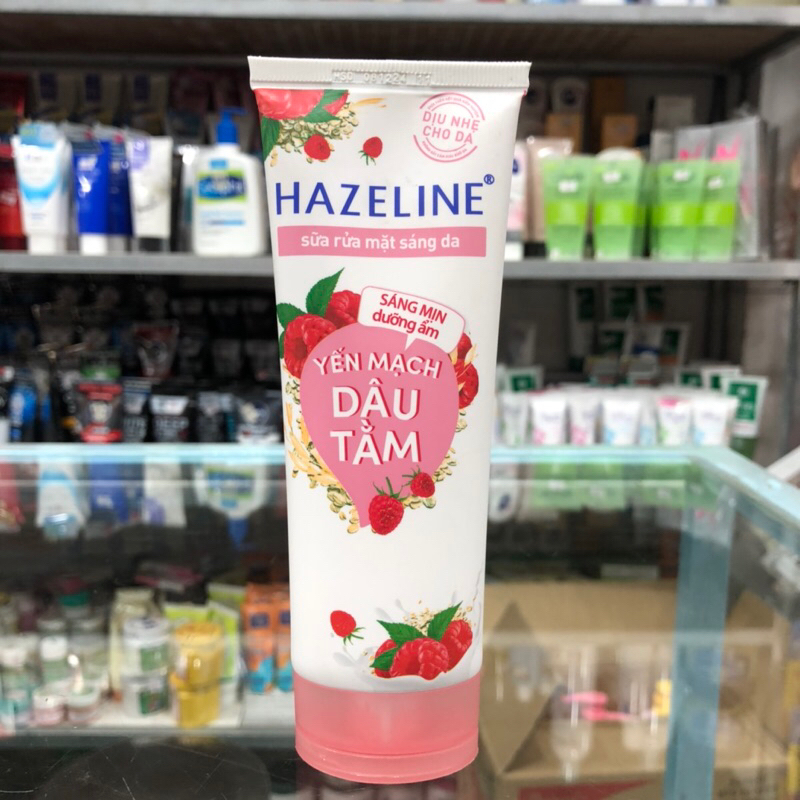 DỊU NHẸ
CHO DA
HAZELINE®
sữa rửa mặt sáng da
SÁNG MỊN
dưỡng ẩm
YẾN MẠCH
DÂU
TẰM